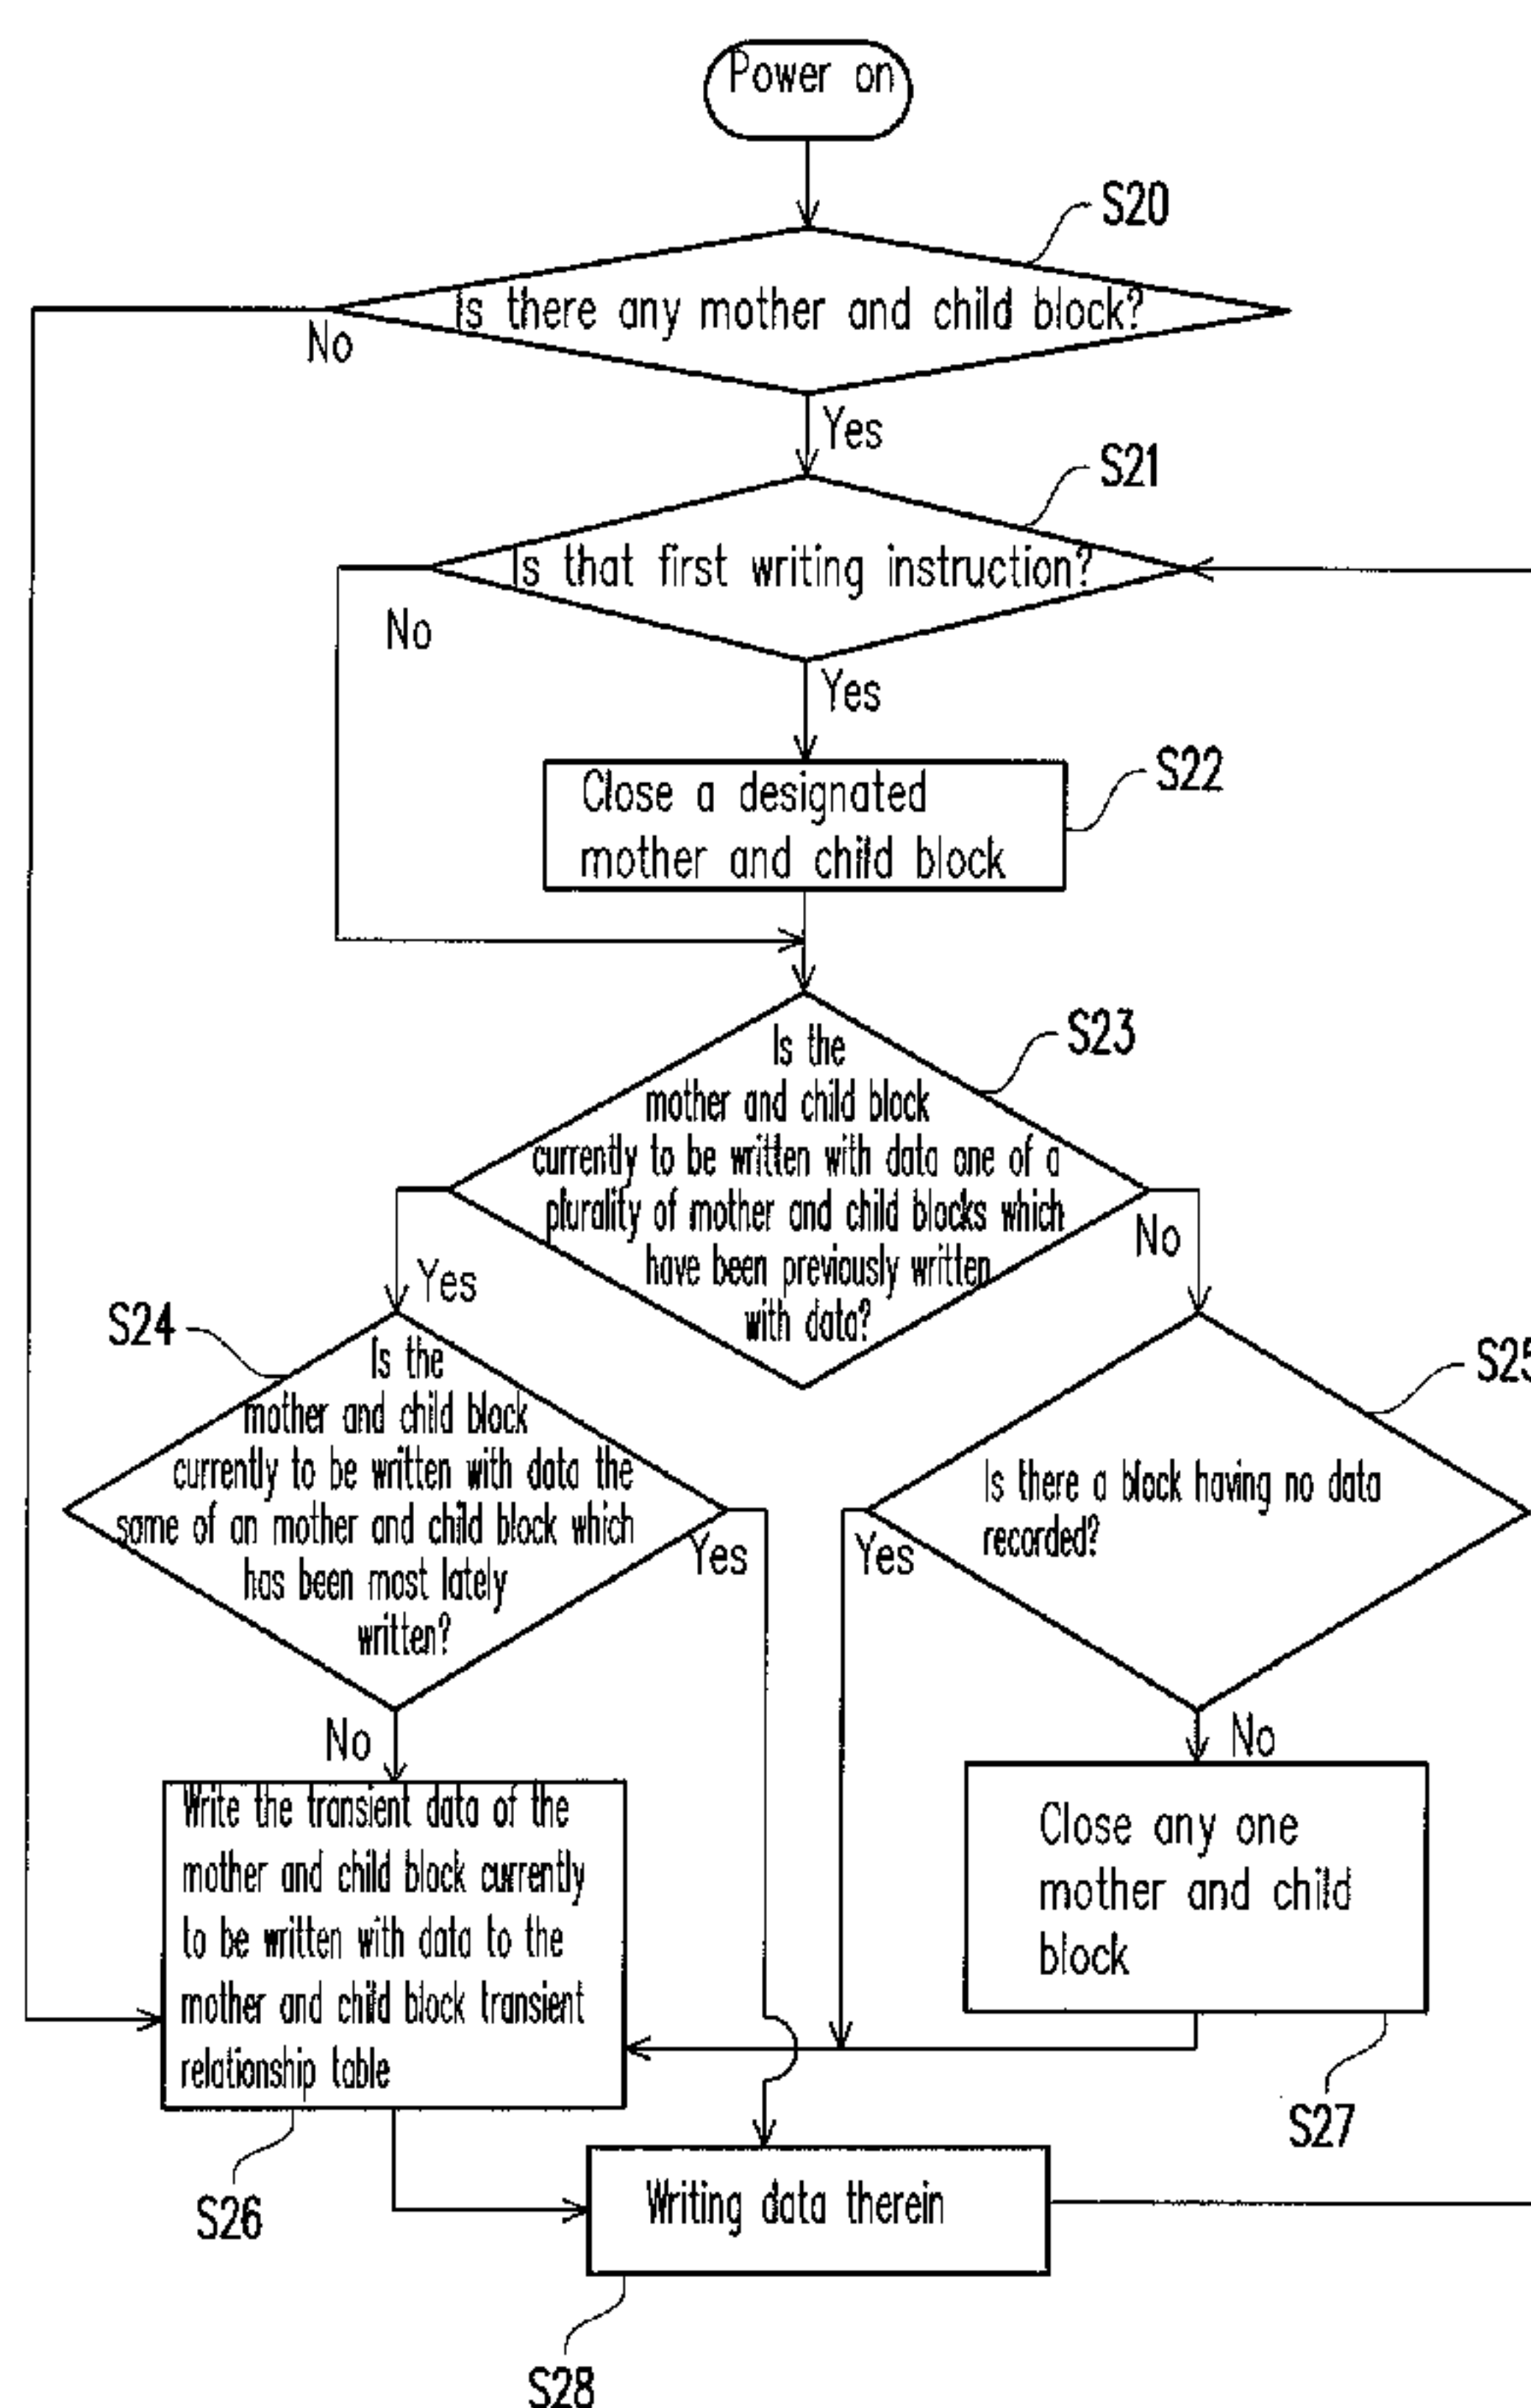 Power on
S20
Is there any mother and child block?
No
Yes
S21
Is that first writing instruction?
No
Yes
S22
Close a designated
mother and child block
S23
Is the
mother and child block
currently to be written with data one of a
plurality of mother and child blocks which
have been previously written
with data?
No
Yes
S24
Is the
mother and child block
currently to be written with data the
same of an mother and child block which
has been most lately
written?
Yes
No
S25
Is there a block having no data
recorded?
Yes
No
Write the transient data of the
mother and child block currently
to be written with data to the
mother and child block transient
relationship table
Close any one
mother and child
block
S27
S26
Writing data therein
S28